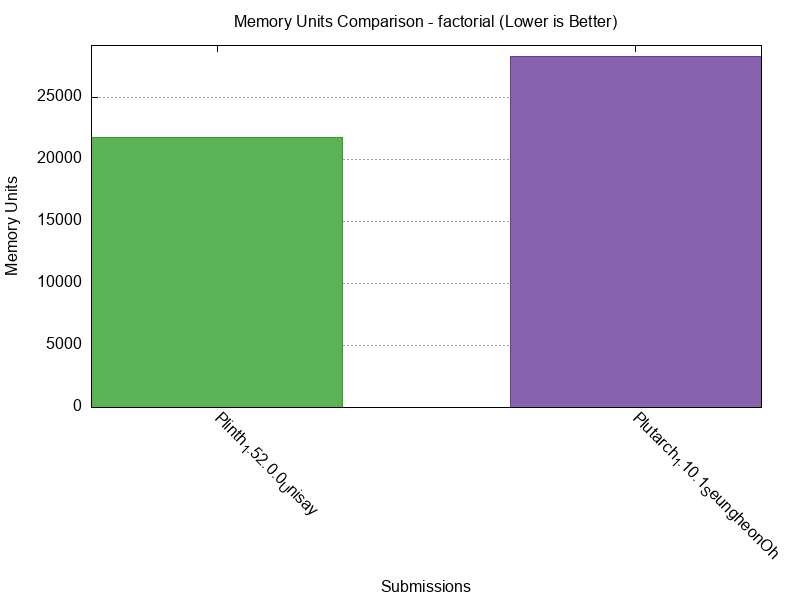 Memory Units Comparison - factorial (Lower is Better)
Memory Units
25000
20000
15000
10000
5000
0
Plinth_1.52.0.0_Unisay
Plutarch_1.10.1_SeungheonOh
Submissions